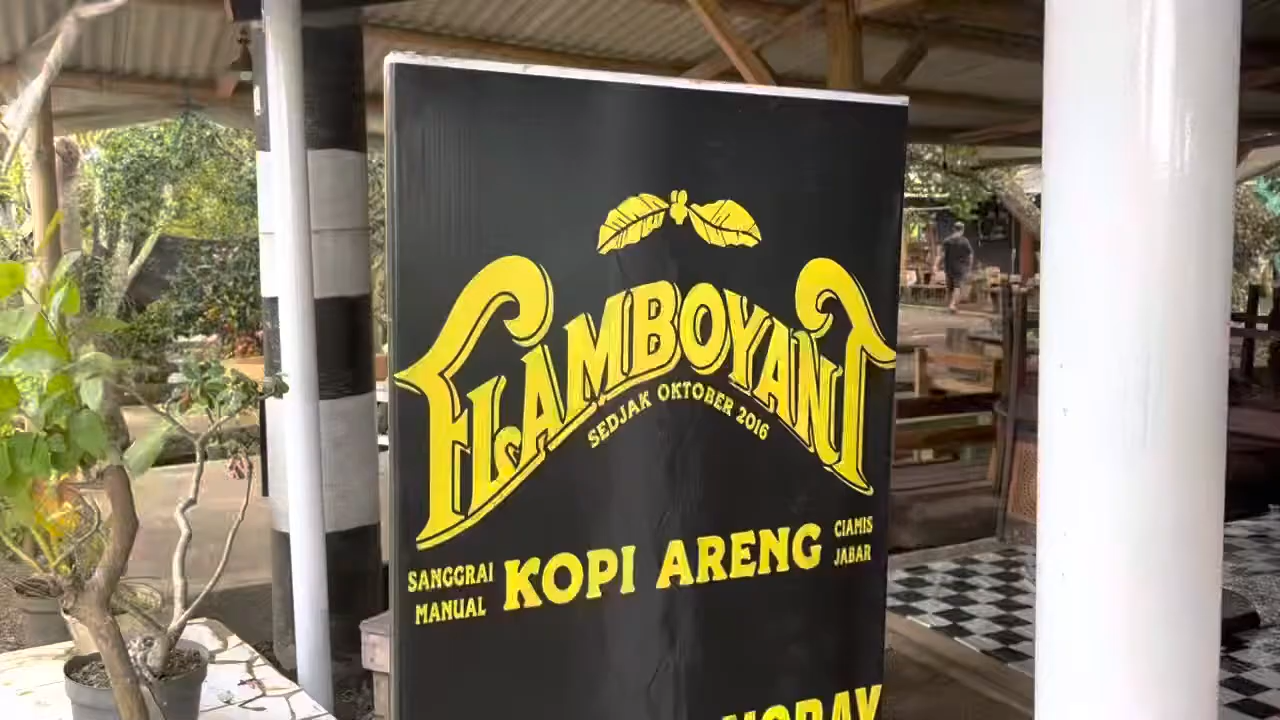 FLAMBOYANT
SEDJAK OKTOBER 2016
SANGGRAI MANUAL
KOPI ARENG
CIAMIS JABAR